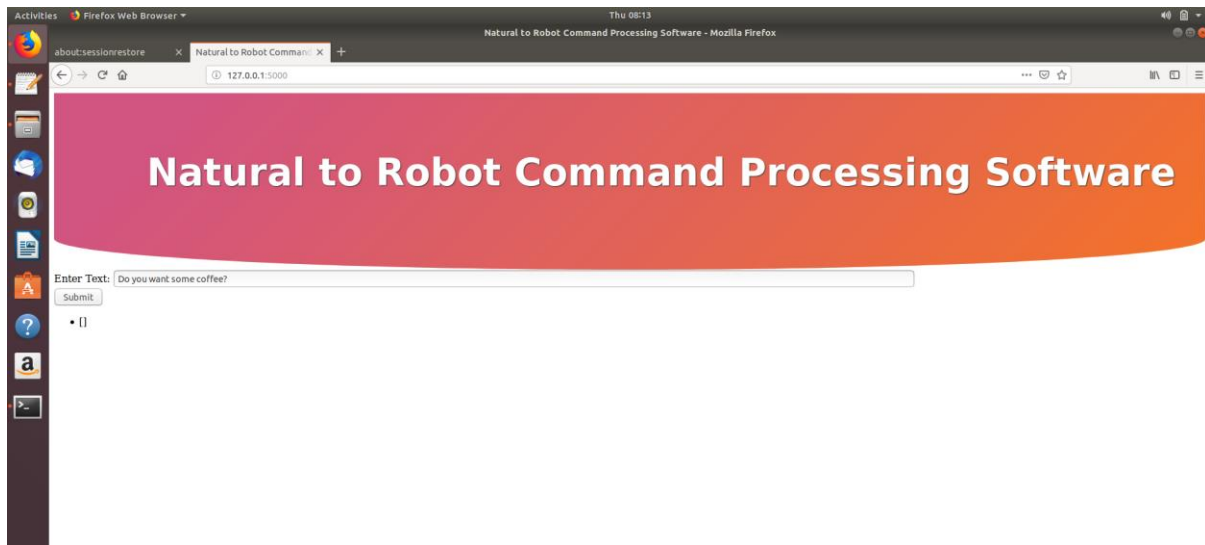 Activities Firefox Web Browser Thu 08:13
Natural to Robot Command Processing Software - Mozilla Firefox
about:sessionrestore Natural to Robot Command
127.0.0.1:5000
Natural to Robot Command Processing Software
Enter Text: Do you want some coffee?
Submit
• []